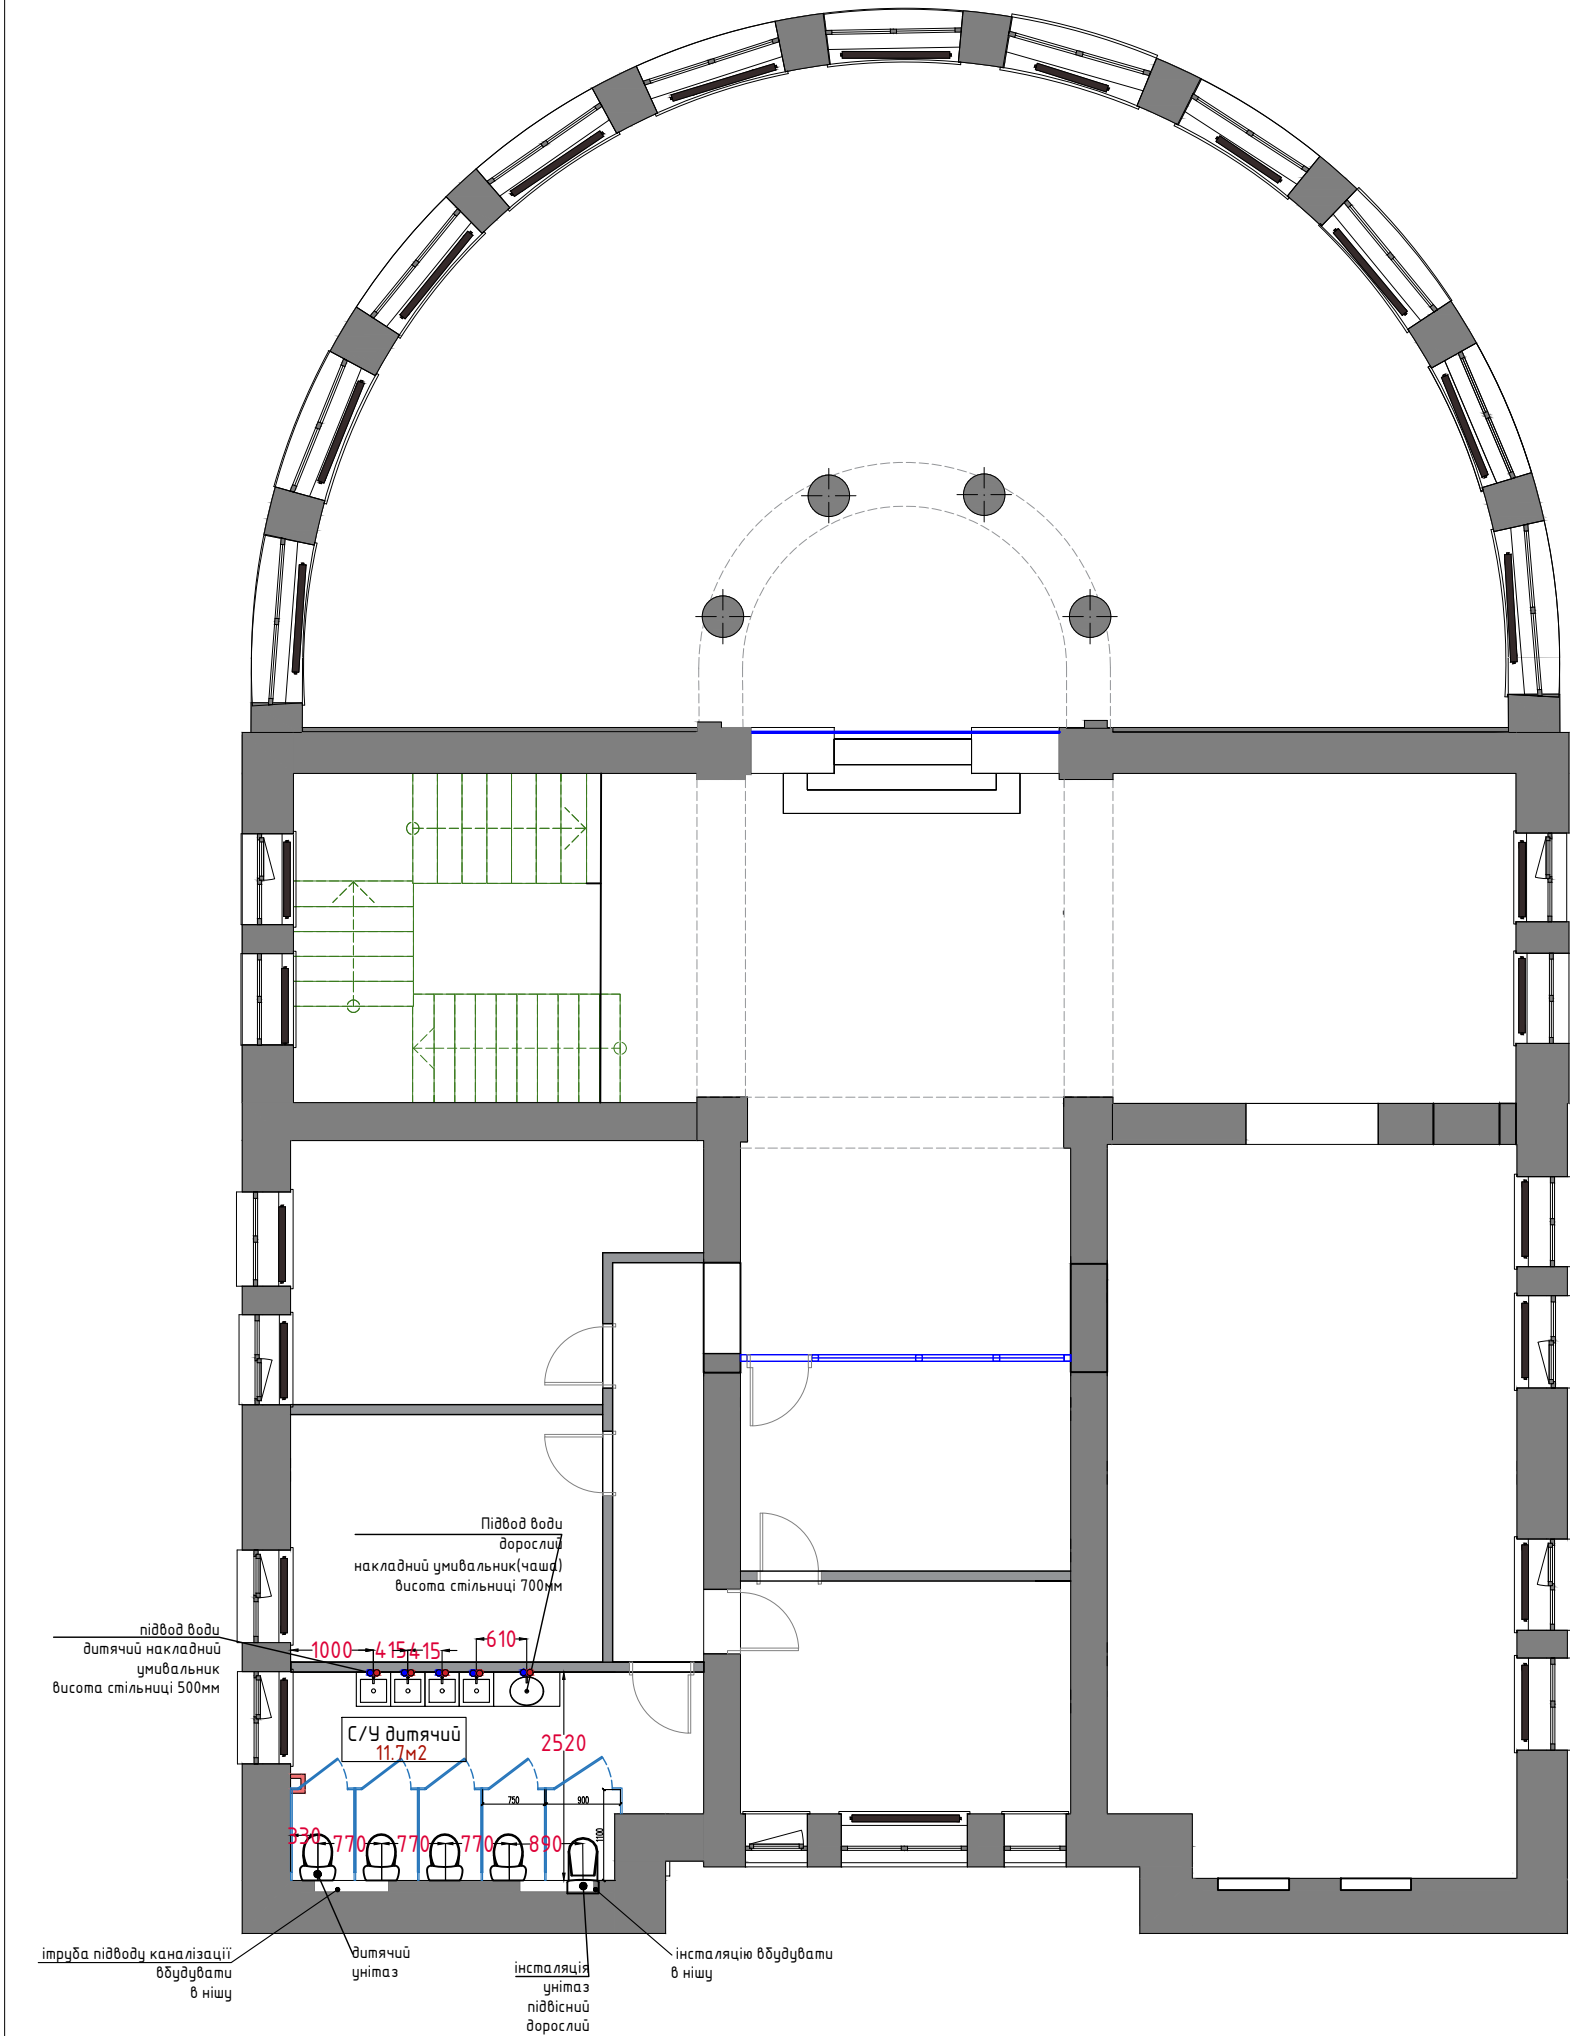 Підвод води
дорослий
накладний умивальник(чаша)
висота стільниці 700мм
підвод води
дитячий накладний
умивальник
висота стільниці 500мм
1000
415
415
610
С/У дитячий
11.7м2
2520
750
900
1100
330
770
770
770
890
ітруба підводу каналізації
вбудувати
в нішу
дитячий
унітаз
інсталяція
унітаз
підвісний
дорослий
інсталяцію вбудувати
в нішу